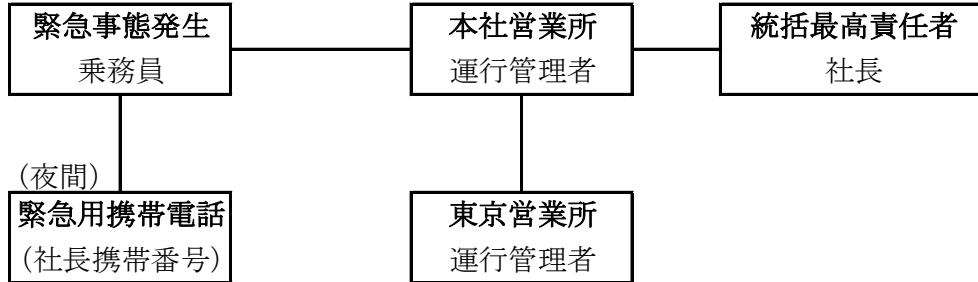 緊急事態発生
乗務員
本社営業所
運行管理者
統括最高責任者
社長
(夜間)
緊急用携帯電話
(社長携帯番号)
東京営業所
運行管理者